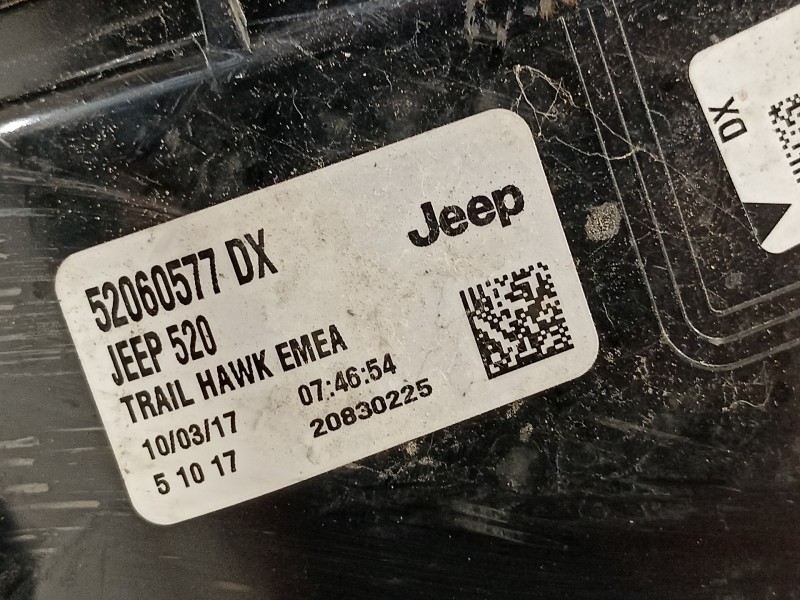 Jeep
52060577 DX
JEEP 520
TRAIL HAWK EMEA
10/03/17 07:46:54
5 10 17 20830225
DX